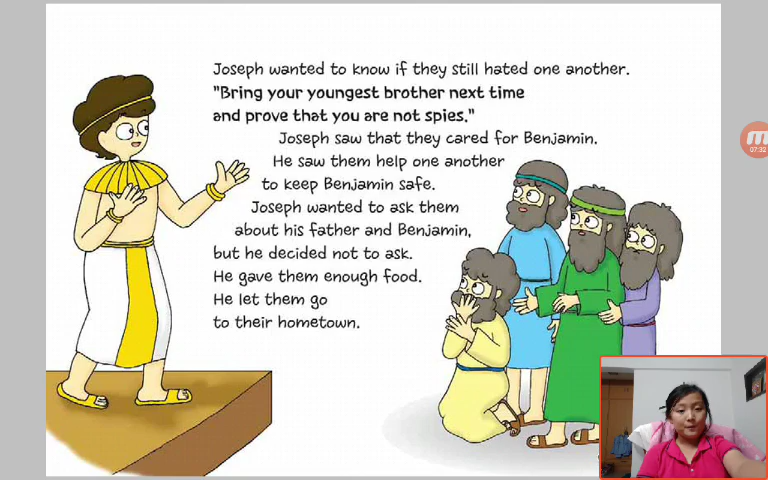 Joseph wanted to know if they still hated one another.
"Bring your youngest brother next time
and prove that you are not spies."
Joseph saw that they cared for Benjamin.
He saw them help one another
to keep Benjamin safe.
Joseph wanted to ask them
about his father and Benjamin,
but he decided not to ask.
He gave them enough food.
He let them go
to their hometown.
07:32